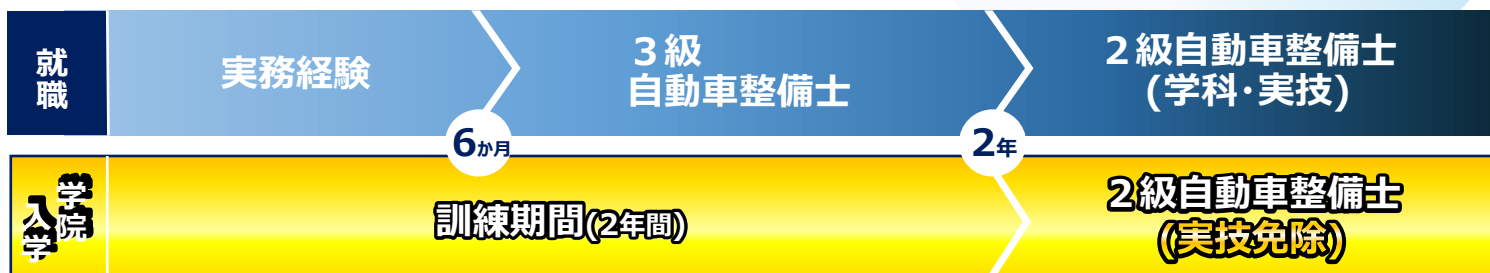 就職
実務経験
3級
自動車整備士
2級自動車整備士
(学科・実技)
6か月
2年
学院
入学
訓練期間(2年間)
2級自動車整備士
(実技免除)